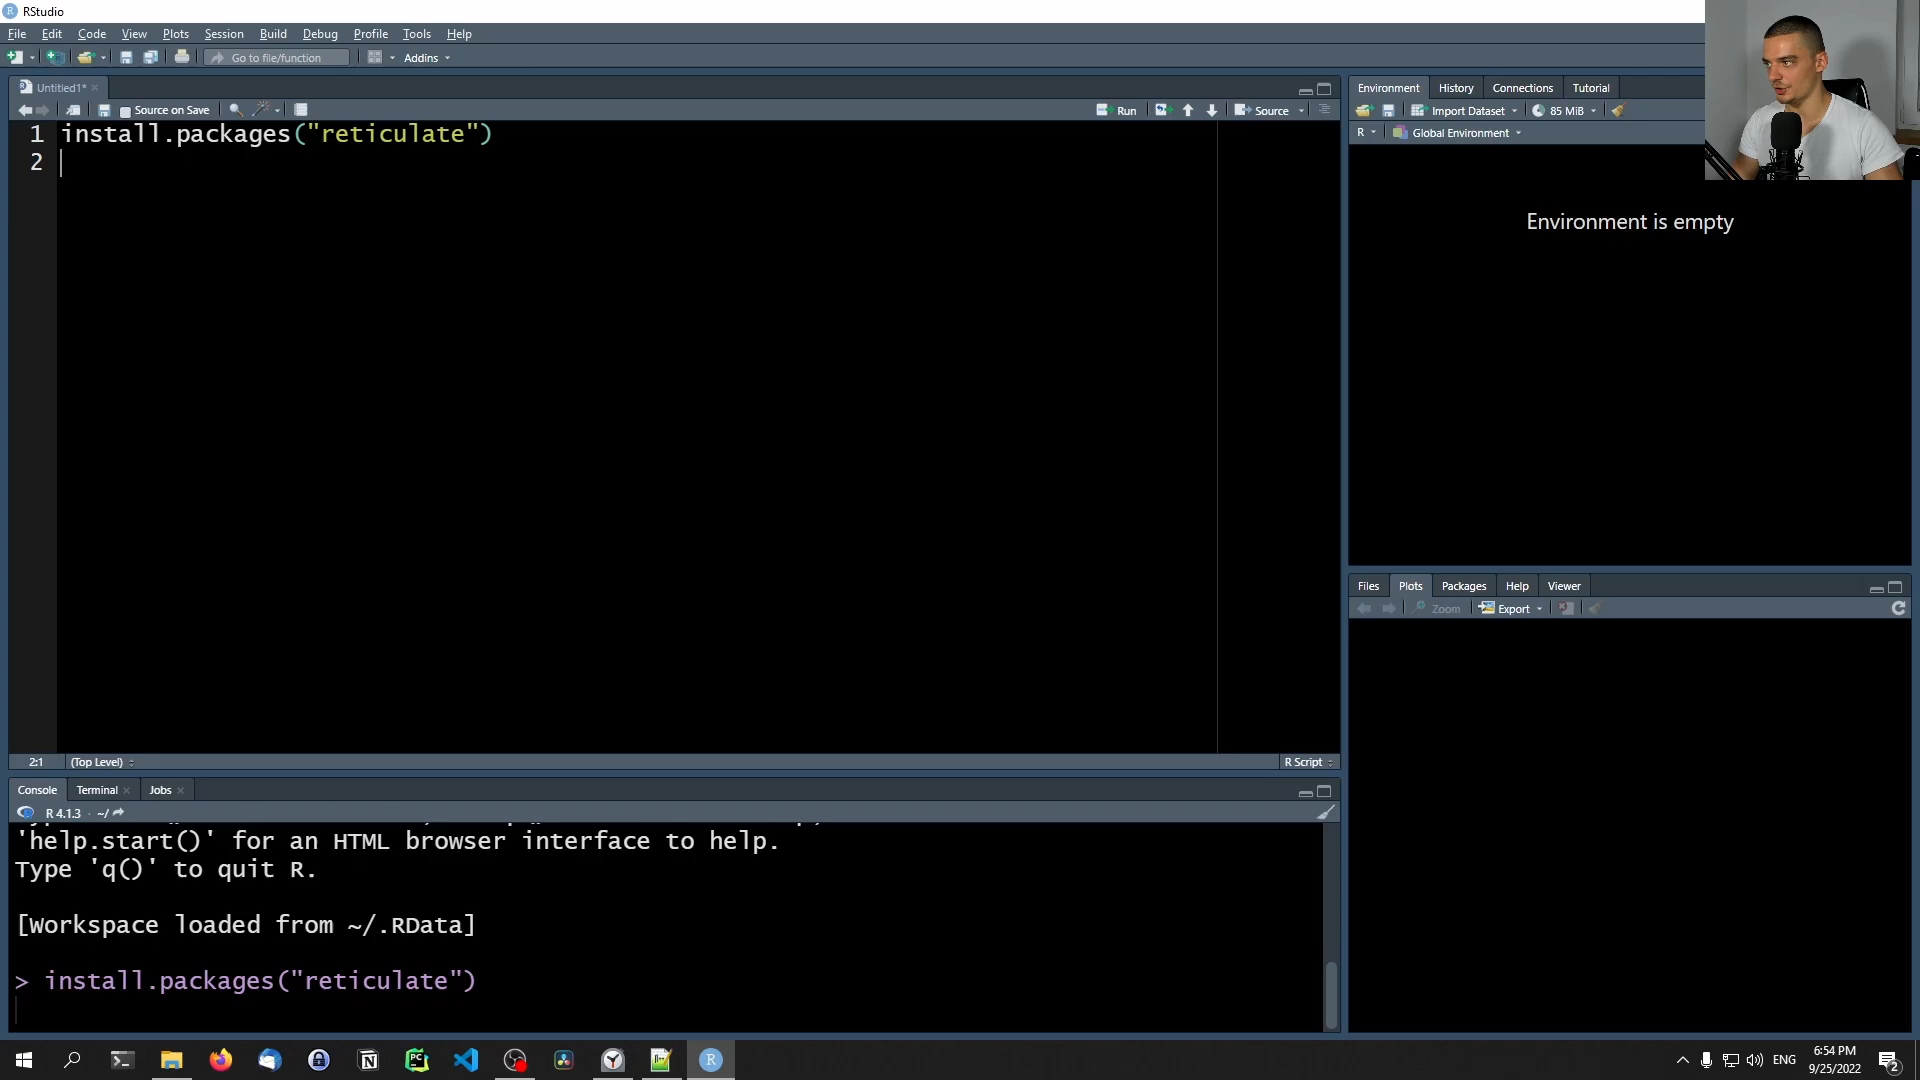 RStudio
File Edit Code View Plots Session Build Debug Profile Tools Help
Go to file/function Addins
Untitled1*
Source on Save Run Source
1 install.packages("reticulate")
2
2:1 (Top Level) R Script
Console Terminal Jobs
R 4.1.3 · ~/
'help.start()' for an HTML browser interface to help.
Type 'q()' to quit R.
[Workspace loaded from ~/.RData]
> install.packages("reticulate")
Environment History Connections Tutorial
Import Dataset 85 MiB
R Global Environment
Environment is empty
Files Plots Packages Help Viewer
Zoom Export
ENG 6:54 PM
9/25/2022 2